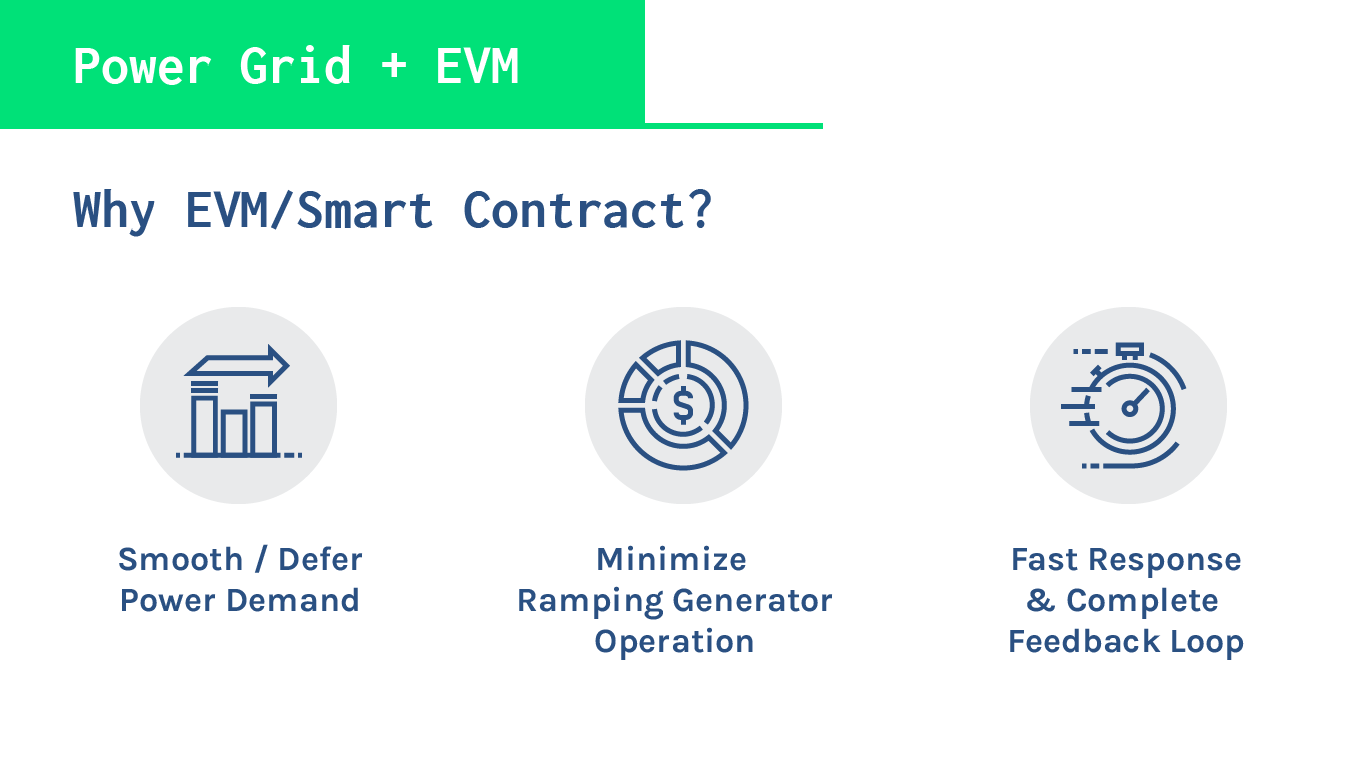 Power Grid + EVM
Why EVM/Smart Contract?
$
Smooth / Defer
Power Demand
Minimize
Ramping Generator
Operation
Fast Response
& Complete
Feedback Loop